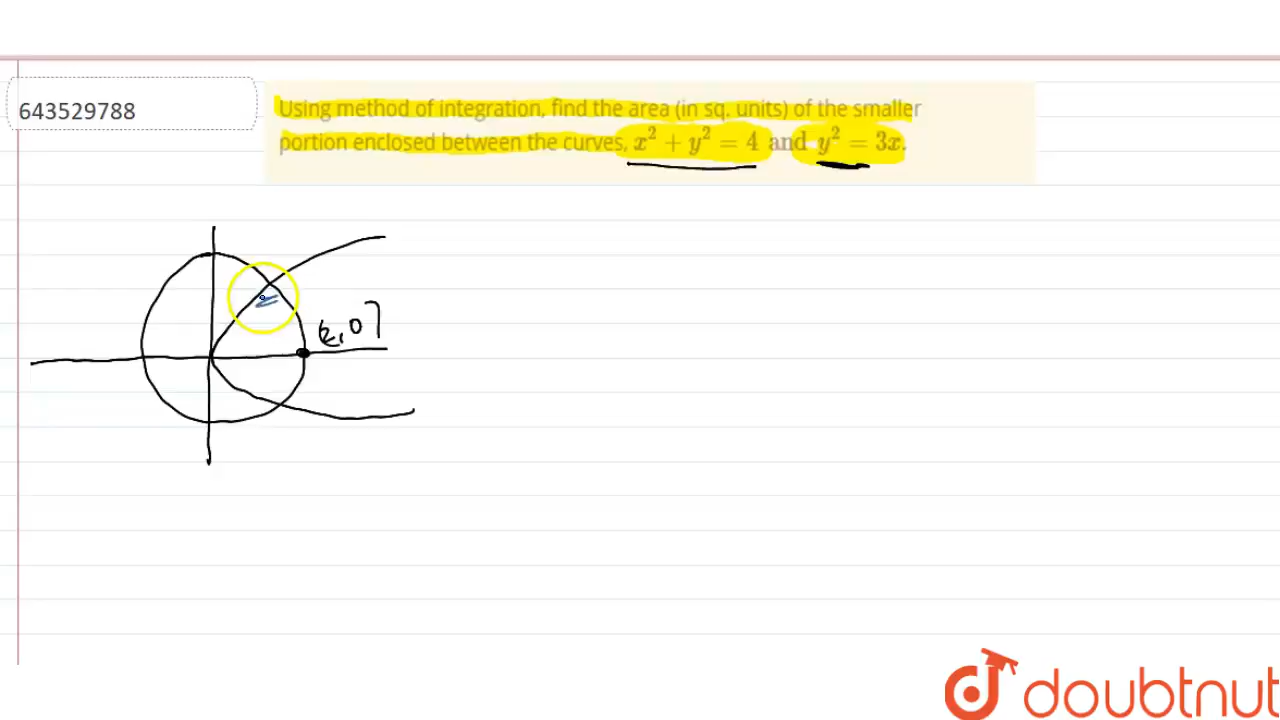 643529788
Using method of integration, find the area (in sq. units) of the smaller
portion enclosed between the curves, x² + y² = 4 and y² = 3x.
(2,0)
doubtnut